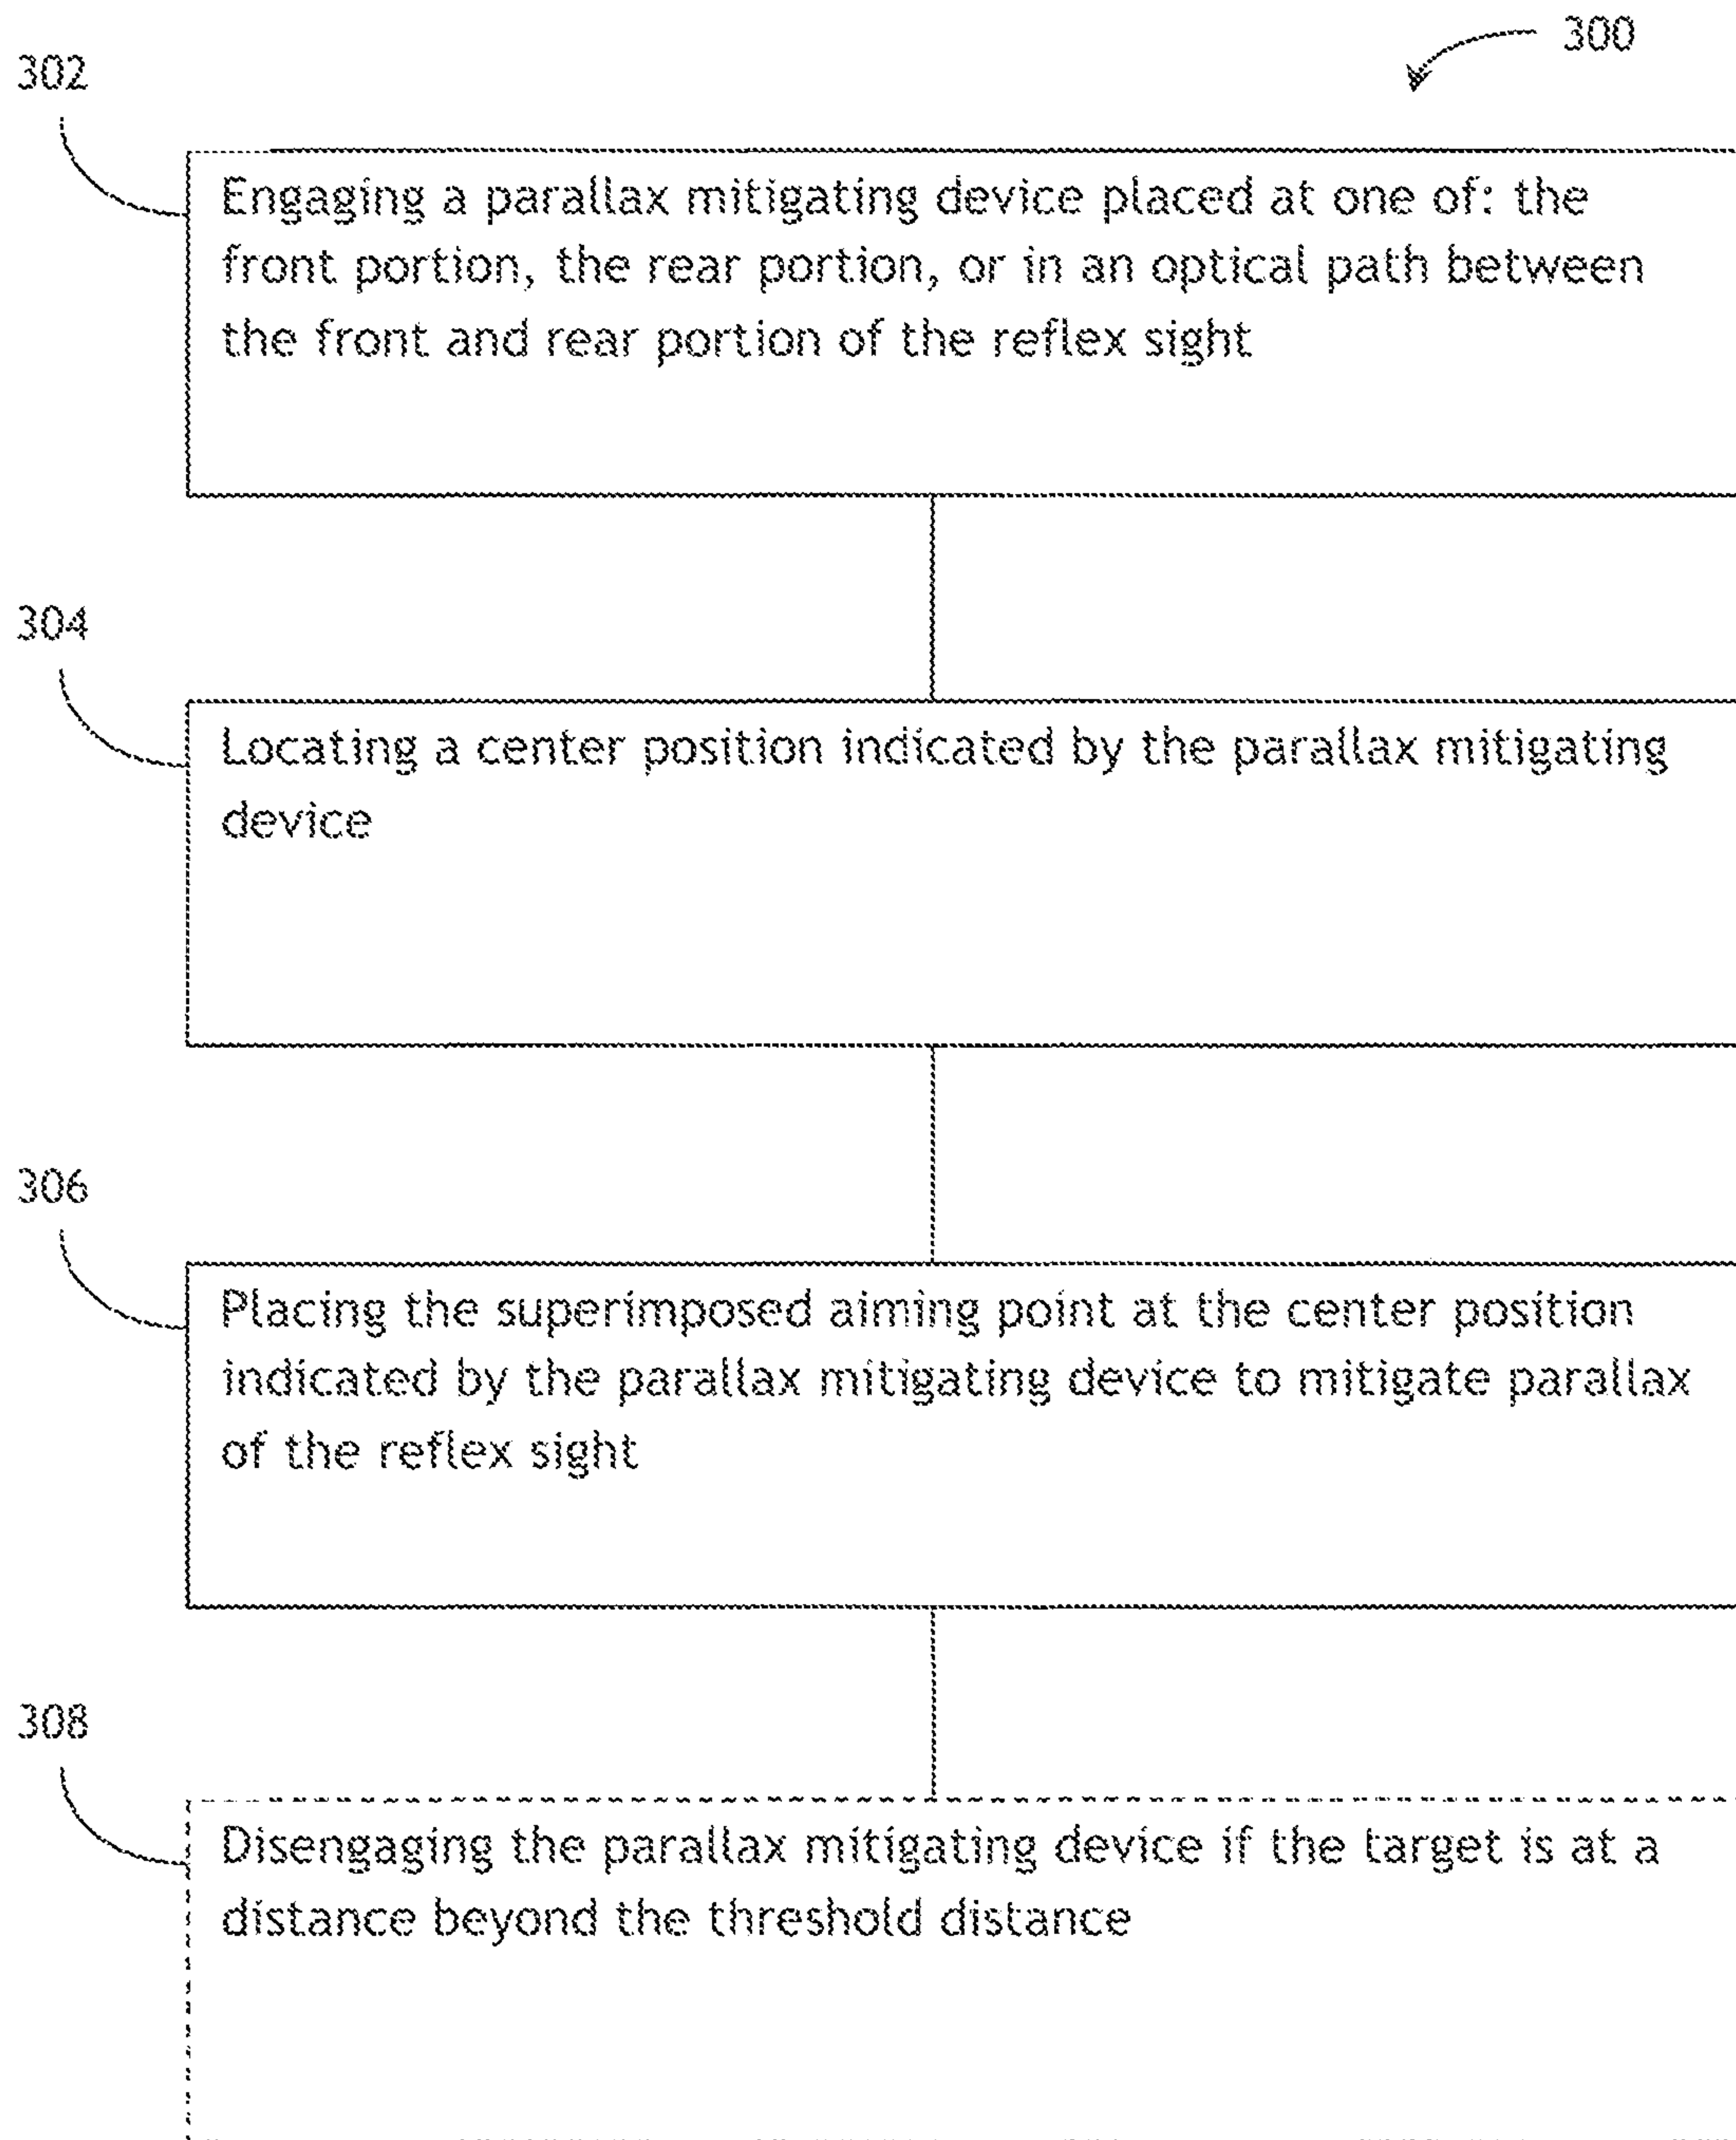 300
302
Engaging a parallax mitigating device placed at one of: the
front portion, the rear portion, or in an optical path between
the front and rear portion of the reflex sight
304
Locating a center position indicated by the parallax mitigating
device
306
Placing the superimposed aiming point at the center position
indicated by the parallax mitigating device to mitigate parallax
of the reflex sight
308
Disengaging the parallax mitigating device if the target is at a
distance beyond the threshold distance